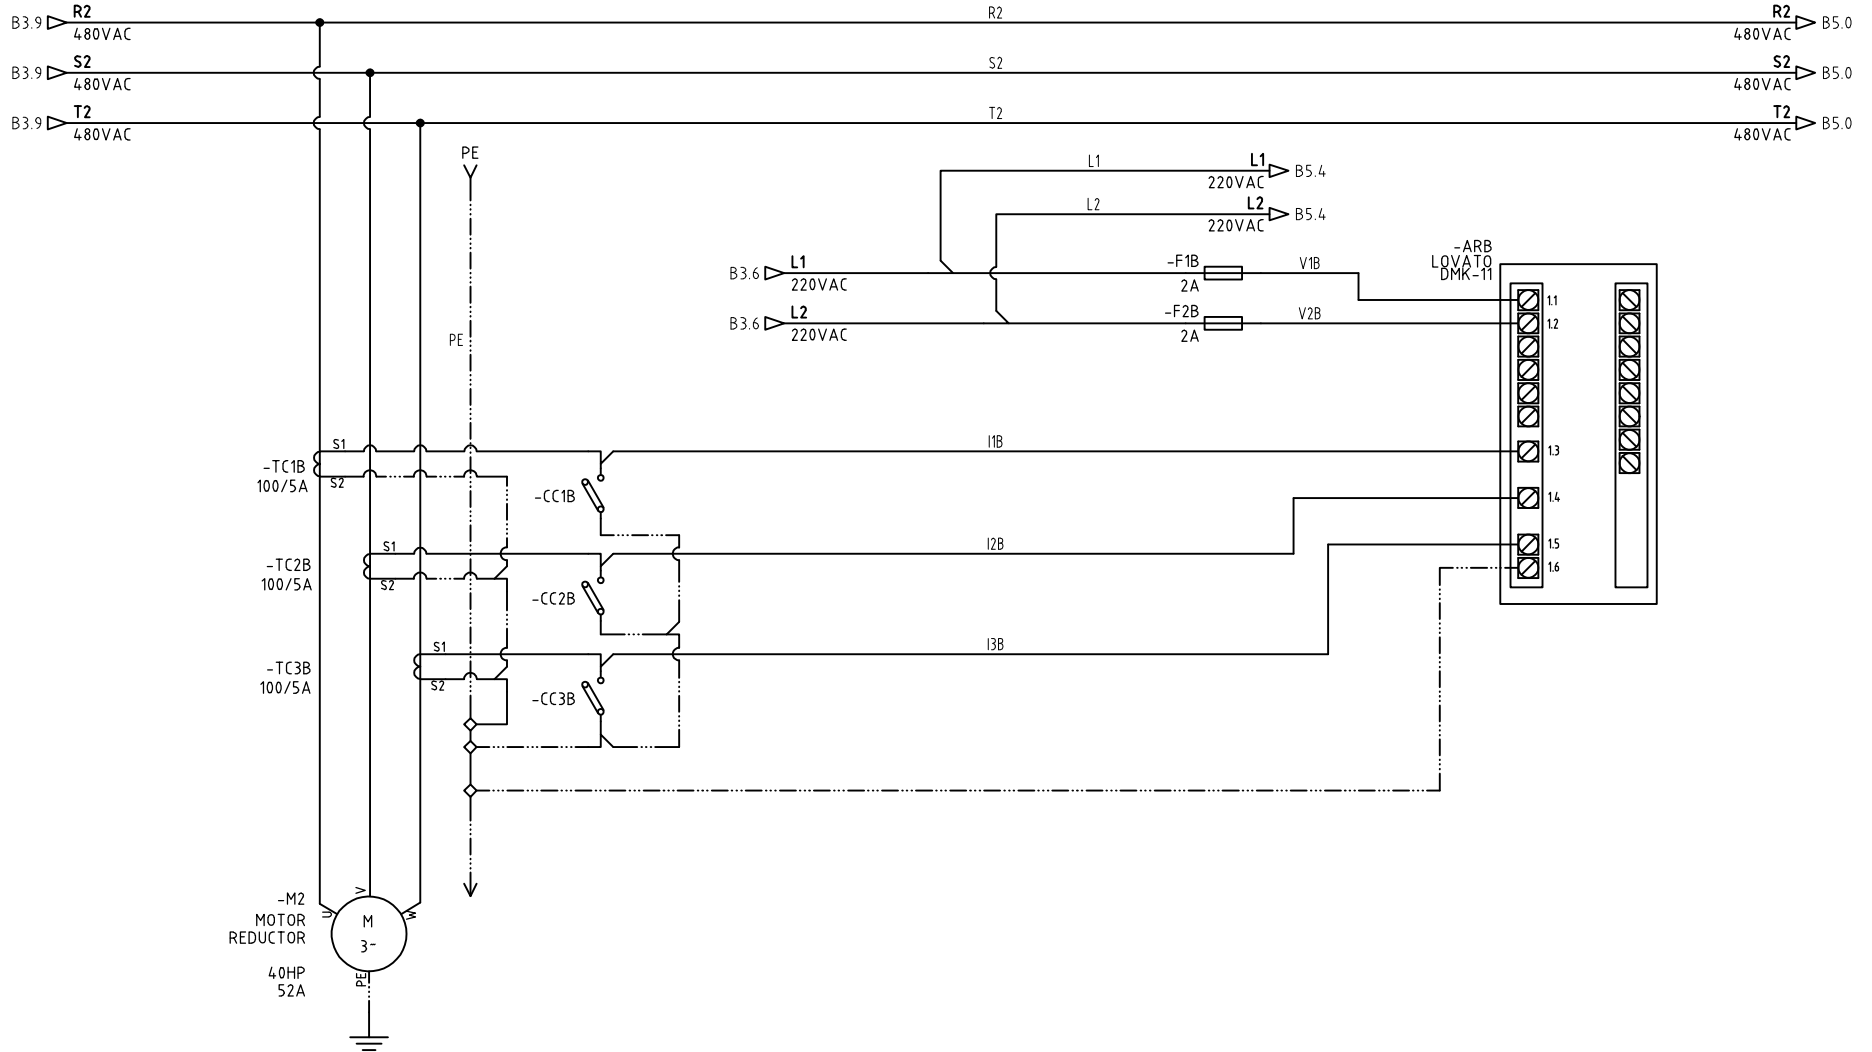 B3.9 R2 R2 R2 B5.0
480VAC 480VAC
B3.9 S2 S2 S2 B5.0
480VAC 480VAC
B3.9 T2 T2 T2 B5.0
480VAC 480VAC
PE
L1 L1 B5.4
220VAC
L2 L2 B5.4
220VAC
B3.6 L1 -F1B V1B
220VAC 2A
B3.6 L2 -F2B V2B
220VAC 2A
-ARB
LOVATO
DMK-11
1.1
1.2
PE
S1 I1B 1.3
-TC1B
100/5A S2
-CC1B
1.4
S1 I2B 1.5
-TC2B
100/5A S2
1.6
-CC2B
S1 I3B
-TC3B
100/5A S2
-CC3B
-M2
MOTOR
REDUCTOR
40HP
52A
U V W
M
3~
PE